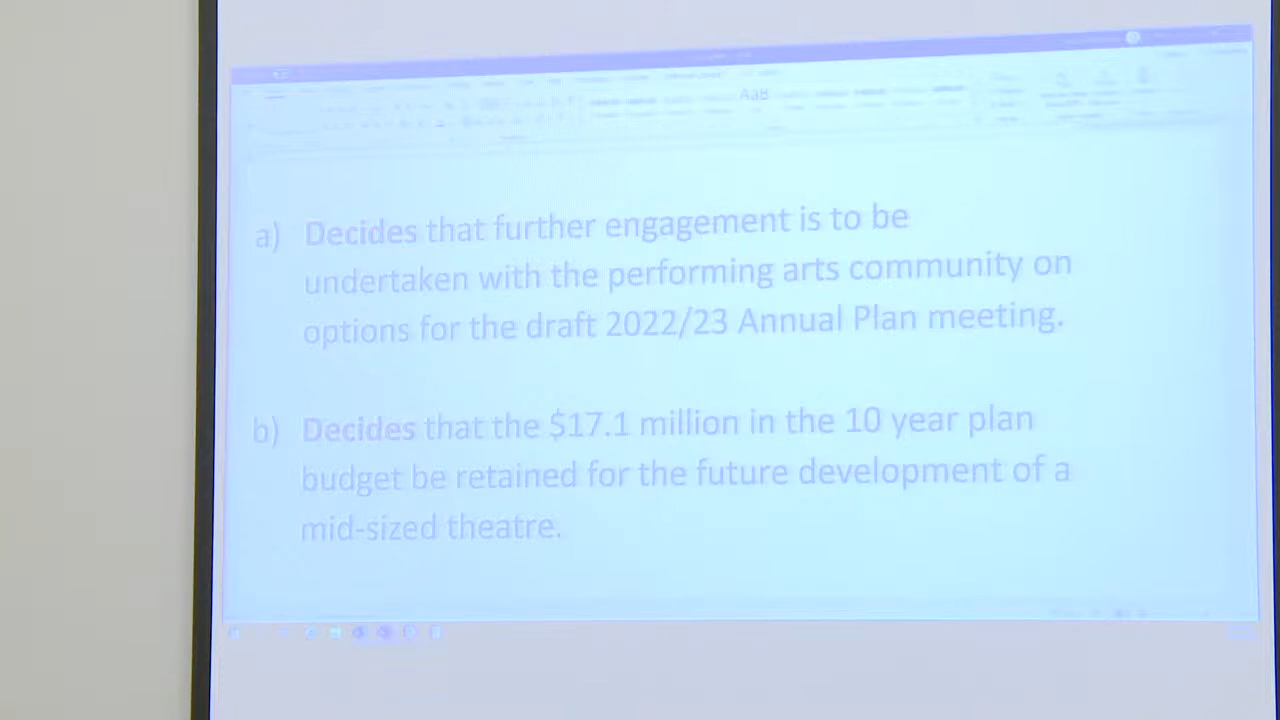 AaB
a) Decides that further engagement is to be
undertaken with the performing arts community on
options for the draft 2022/23 Annual Plan meeting.
b) Decides that the $17.1 million in the 10 year plan
budget be retained for the future development of a
mid-sized theatre.